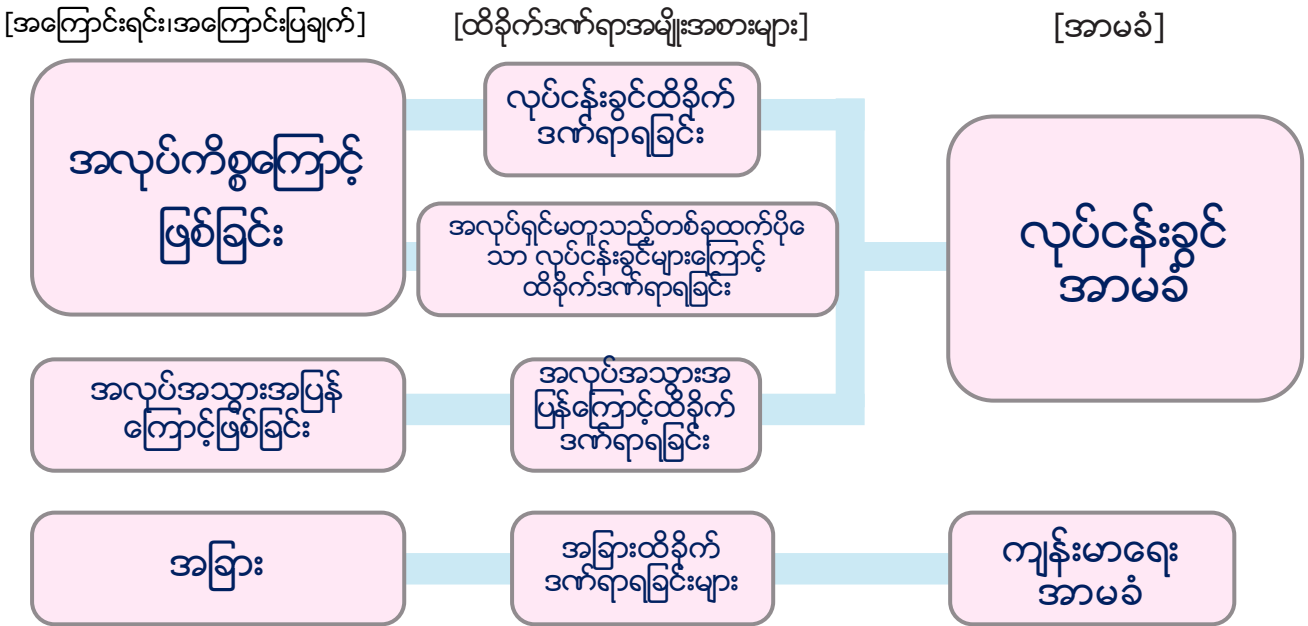 [အကြောင်းရင်း၊အကြောင်းပြချက်]
[ထိခိုက်ဒဏ်ရာအမျိုးအစားများ]
[အာမခံ]
အလုပ်ကိစ္စကြောင့်
ဖြစ်ခြင်း
လုပ်ငန်းခွင်ထိခိုက်
ဒဏ်ရာရခြင်း
အလုပ်ရှင်မတူသည့်တစ်ခုထက်ပိုေ
သာ လုပ်ငန်းခွင်များကြောင့်
ထိခိုက်ဒဏ်ရာရခြင်း
လုပ်ငန်းခွင်
အာမခံ
အလုပ်အသွားအပြန်
ကြောင့်ဖြစ်ခြင်း
အလုပ်အသွားအ
ပြန်ကြောင့်ထိခိုက်
ဒဏ်ရာရခြင်း
အခြား
အခြားထိခိုက်
ဒဏ်ရာရခြင်းများ
ကျန်းမာရေး
အာမခံ